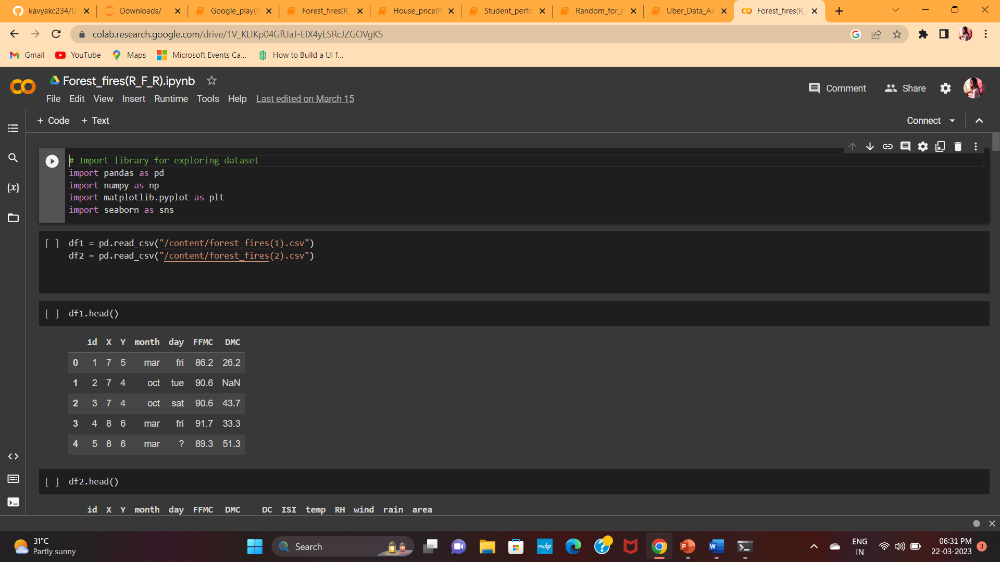 kavyakc234/UI
Downloads/
Google_play(R
Forest_fires(R_
House_price(R
Student_perfo
Random_for_r
Uber_Data_An
Forest_fires(R_
colab.research.google.com/drive/1V_KLIKp04GfUaJ-EIX4yESRcJZGOVgKS
Gmail
YouTube
Maps
Microsoft Events Ca...
How to Build a UI f...
Forest_fires(R_F_R).ipynb
Comment
Share
File Edit View Insert Runtime Tools Help Last edited on March 15
+ Code + Text
Connect
# Import library for exploring dataset
import pandas as pd
import numpy as np
import matplotlib.pyplot as plt
import seaborn as sns
{x}
[ ] df1 = pd.read_csv("/content/forest_fires(1).csv")
df2 = pd.read_csv("/content/forest_fires(2).csv")
[ ] df1.head()
id X Y month day FFMC DMC
0 1 7 5 mar fri 86.2 26.2
1 2 7 4 oct tue 90.6 NaN
2 3 7 4 oct sat 90.6 43.7
3 4 8 6 mar fri 91.7 33.3
4 5 8 6 mar ? 89.3 51.3
[ ] df2.head()
id X Y month day FFMC DMC DC ISI temp RH wind rain area
31°C
Partly sunny
Search
myhp
ENG
IN
06:31 PM
22-03-2023
3